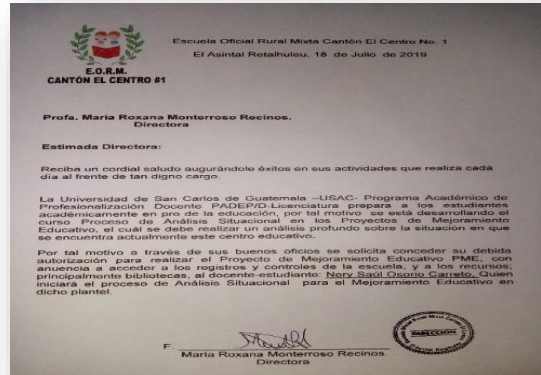 Escuela Oficial Rural Mixta Cantón El Centro No. 1
El Asintal Retalhuleu, 18 de Julio de 2019
E.O.R.M.
CANTÓN EL CENTRO #1
Profa. Maria Roxana Monterroso Recinos.
Directora
Estimada Directora:
Reciba un cordial saludo augurándole éxitos en sus actividades que realiza cada
día al frente de tan digno cargo.
La Universidad de San Carlos de Guatemala –USAC- Programa Académico de
Profesionalización Docente PADEP/D-Licenciatura prepara a los estudiantes
académicamente en pro de la educación, por tal motivo se está desarrollando el
curso Proceso de Análisis Situacional en los Proyectos de Mejoramiento
Educativo, el cuál se debe realizar un análisis profundo sobre la situación en que
se encuentra actualmente este centro educativo.
Por tal motivo a través de sus buenos oficios se solicita conceder su debida
autorización para realizar el Proyecto de Mejoramiento Educativo PME, con
anuencia a acceder a los registros y controles de la escuela, y a los recursos;
principalmente bibliotecas, al docente-estudiante: Nory Saúl Osorio Carreto, Quien
iniciará el proceso de Análisis Situacional para el Mejoramiento Educativo en
dicho plantel.
F.
Maria Roxana Monterroso Recinos
Directora
DIRECCION